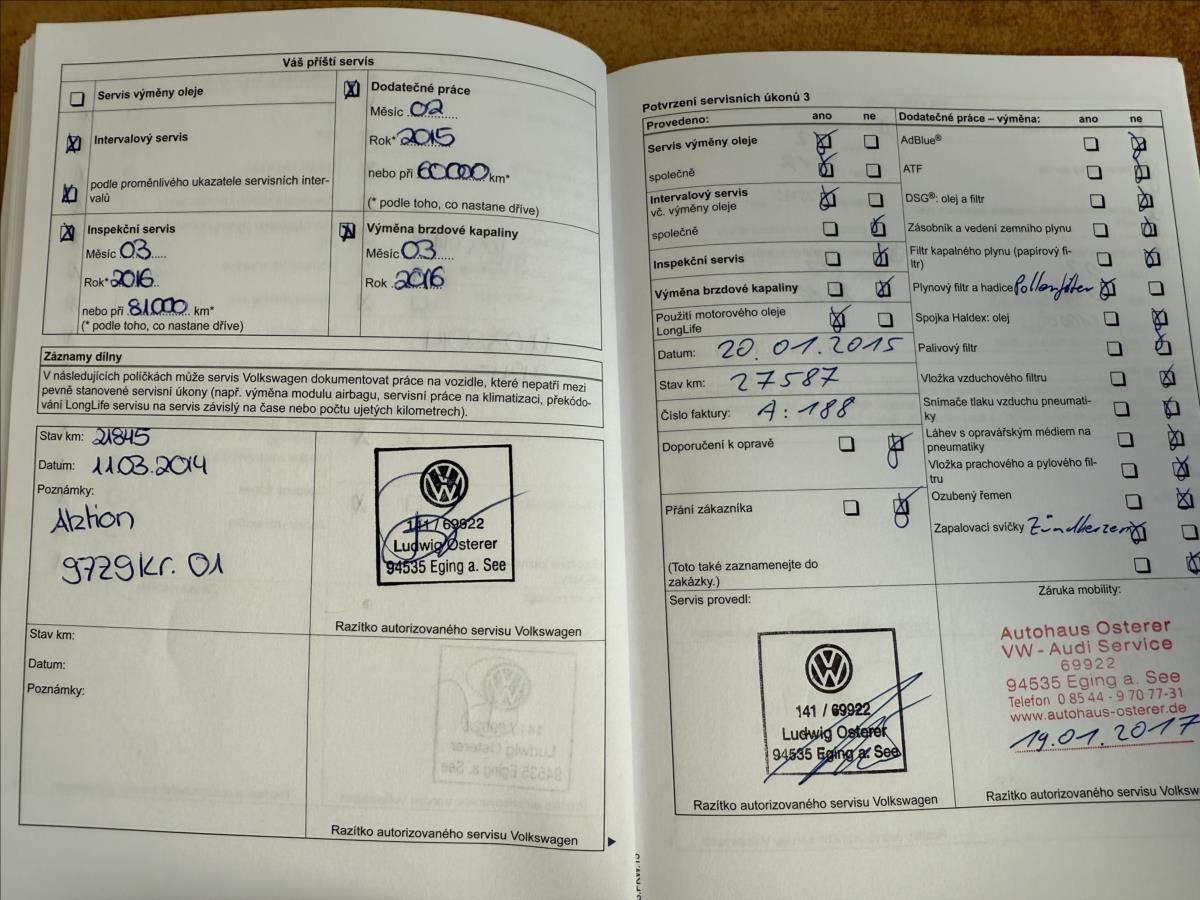 Váš příští servis
Servis výměny oleje
Intervalový servis
podle proměnlivého ukazatele servisních inter-
valů
Dodatečné práce
Měsíc 02
Rok* 2015
nebo při 60000 km*
(* podle toho, co nastane dříve)
Inspekční servis
Měsíc 03
Rok* 2016
nebo při 81000 km*
(* podle toho, co nastane dříve)
Výměna brzdové kapaliny
Měsíc 03
Rok 2016
Záznamy dílny
V následujících políčkách může servis Volkswagen dokumentovat práce na vozidle, které nepatří mezi
pevně stanovené servisní úkony (např. výměna modulu airbagu, servisní práce na klimatizaci, překódo-
vání LongLife servisu na servis závislý na čase nebo počtu ujetých kilometrech).
Stav km: 21845
Datum: 11.03.2014
Poznámky:
Aktion
97Z9 Kr. 01
141 / 69922
Ludwig Osterer
94535 Eging a. See
Razítko autorizovaného servisu Volkswagen
Stav km:
Datum:
Poznámky:
Razítko autorizovaného servisu Volkswagen
Potvrzení servisních úkonů 3
Provedeno: ano ne
Servis výměny oleje
společně
Intervalový servis
vč. výměny oleje
společně
Inspekční servis
Výměna brzdové kapaliny
Použití motorového oleje
LongLife
Datum: 20.01.2015
Stav km: 27587
Číslo faktury: A: 188
Doporučení k opravě
Přání zákazníka
(Toto také zaznamenejte do
zakázky.)
Dodatečné práce – výměna: ano ne
AdBlue®
ATF
DSG®: olej a filtr
Zásobník a vedení zemního plynu
Filtr kapalného plynu (papírový fi-
ltr)
Plynový filtr a hadice Pollenfilter
Spojka Haldex: olej
Palivový filtr
Vložka vzduchového filtru
Snímače tlaku vzduchu pneumati-
ky
Láhev s opravářským médiem na
pneumatiky
Vložka prachového a pylového fil-
tru
Ozubený řemen
Zapalovací svíčky Zündkerzen
Servis provedl:
141 / 69922
Ludwig Osterer
94535 Eging a. See
Razítko autorizovaného servisu Volkswagen
Záruka mobility:
Autohaus Osterer
VW - Audi Service
69922
94535 Eging a. See
Telefon 0 85 44 - 9 70 77-31
www.autohaus-osterer.de
19.01.2017
Razítko autorizovaného servisu Volksw